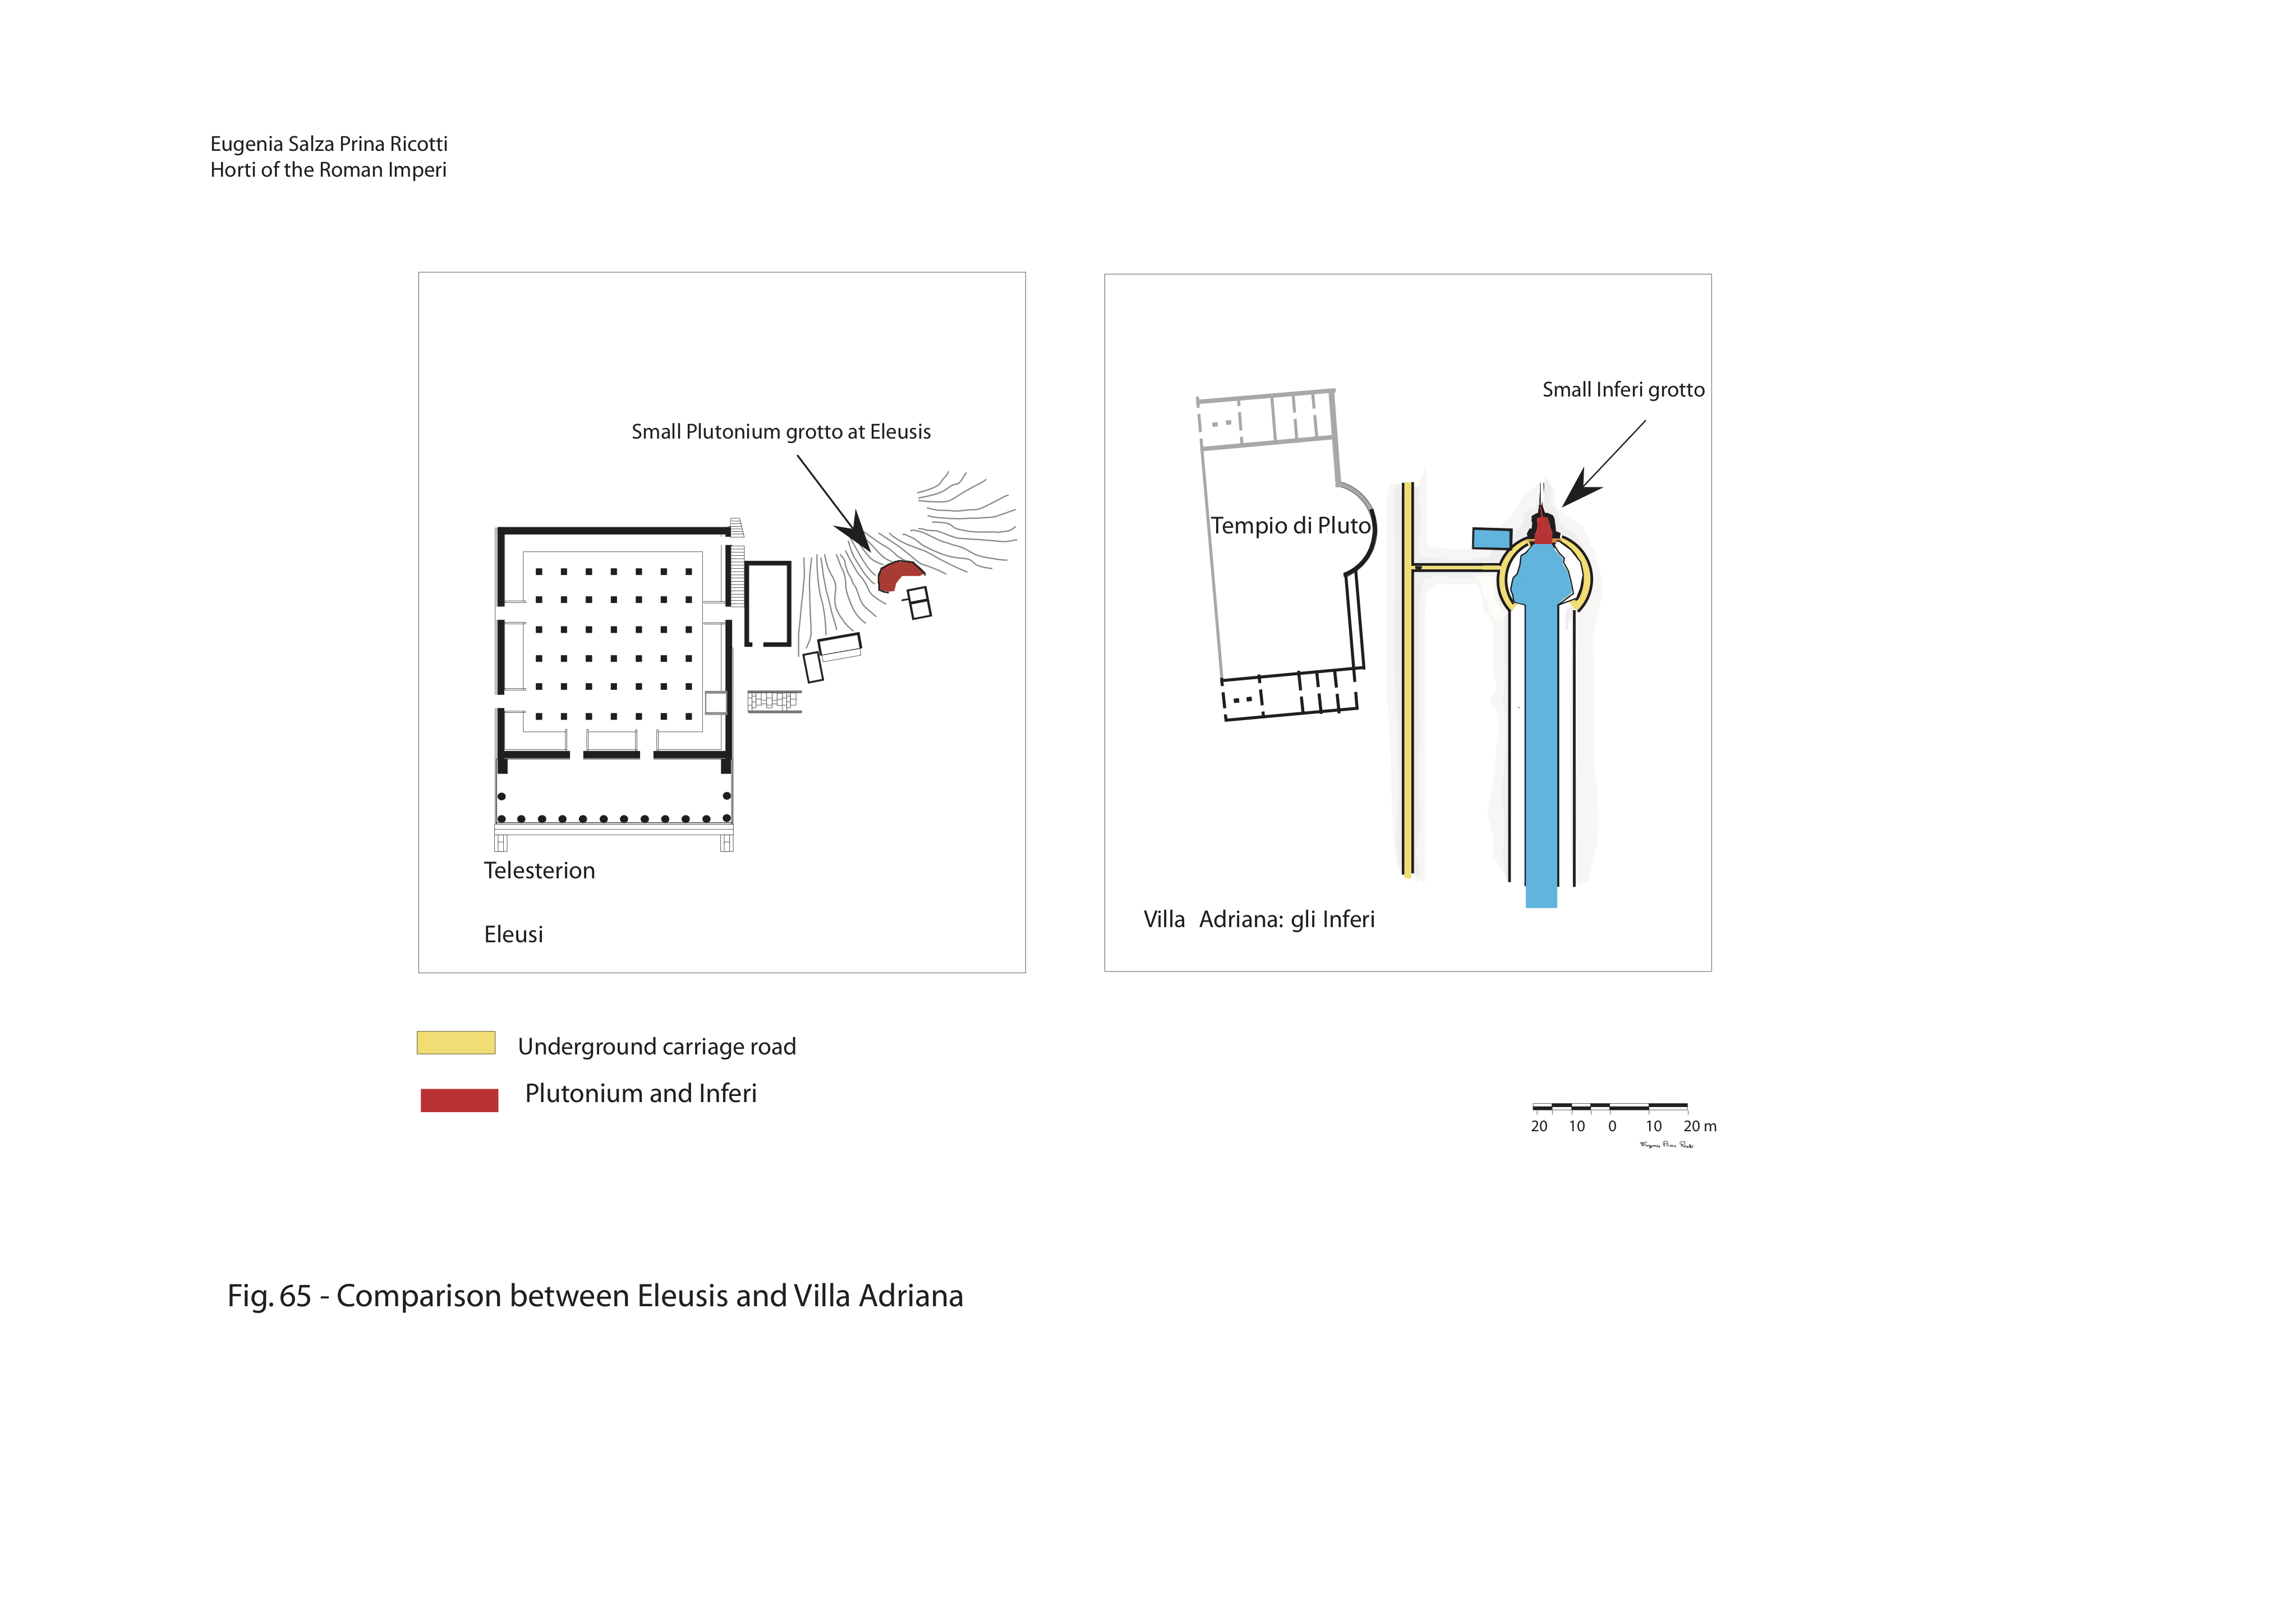 Eugenia Salza Prina Ricotti
Horti of the Roman Imperi
Small Plutonium grotto at Eleusis
Telesterion
Eleusi
Small Inferi grotto
Tempio di Pluto
Villa Adriana: gli Inferi
Underground carriage road
Plutonium and Inferi
20 10 0 10 20 m
Fig. 65 - Comparison between Eleusis and Villa Adriana